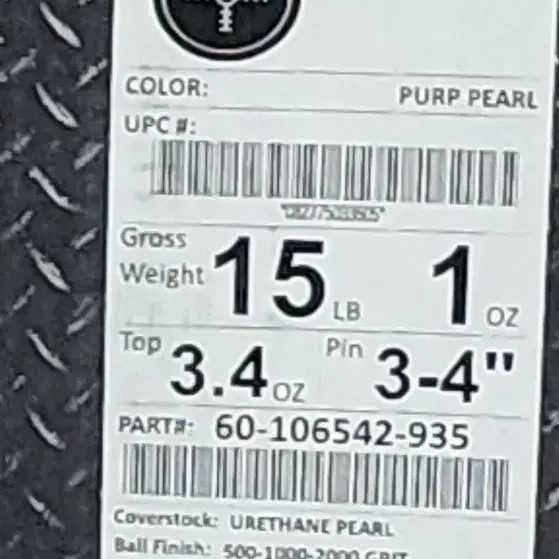 COLOR: PURP PEARL
UPC #:
Gross Weight 15 LB 1 OZ
Top 3.4 OZ Pin 3-4"
PART#: 60-106542-935
Coverstock: URETHANE PEARL
Ball Finish: 500-1000-2000 GRIT